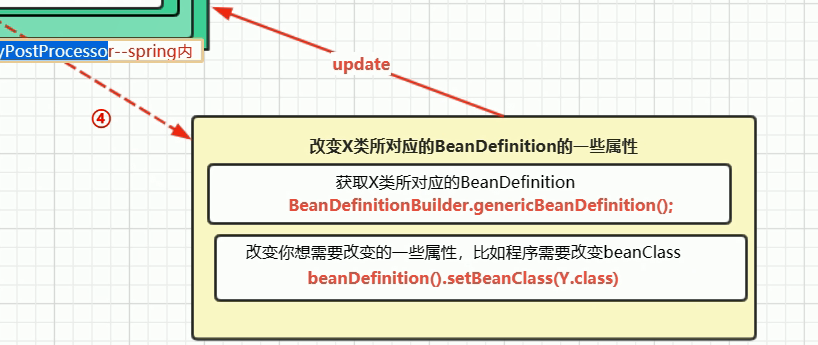 yPostProcessor--spring内
update
④
改变X类所对应的BeanDefinition的一些属性
获取X类所对应的BeanDefinition
BeanDefinitionBuilder.genericBeanDefinition();
改变你想需要改变的一些属性，比如程序需要改变beanClass
beanDefinition().setBeanClass(Y.class)